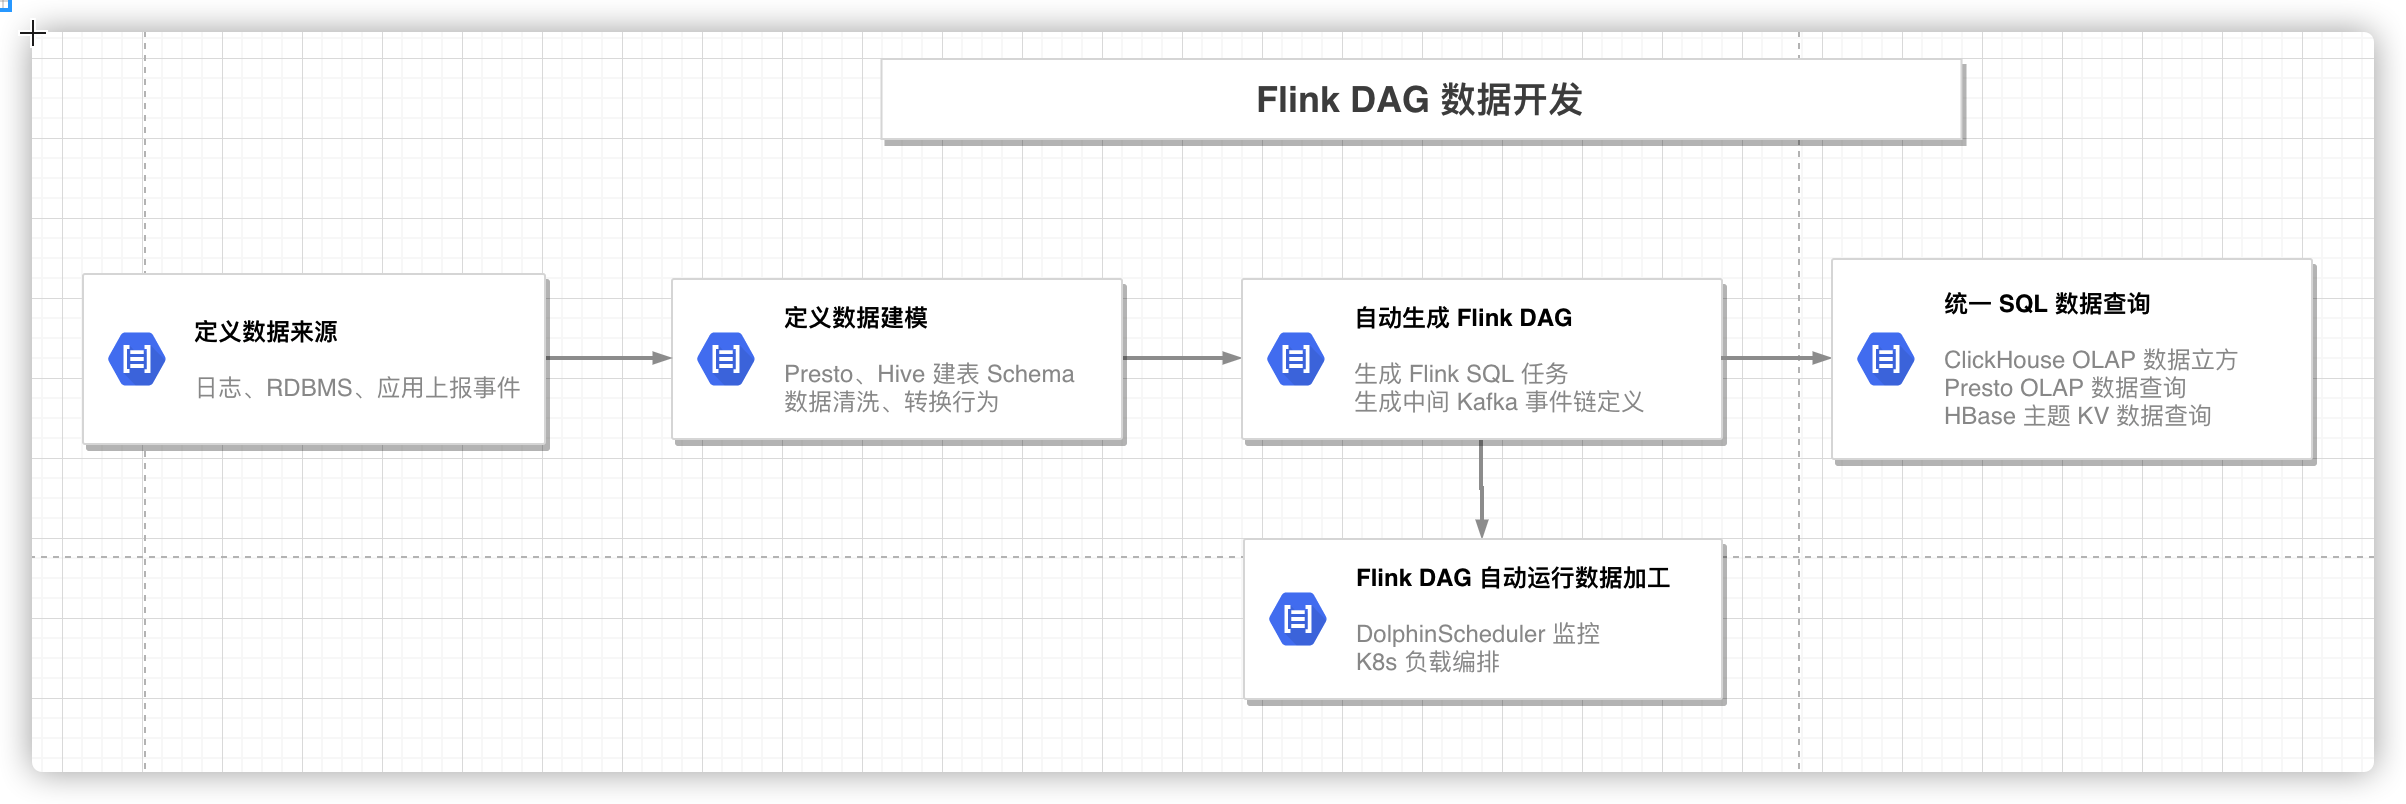 Flink DAG 数据开发
定义数据来源
日志、RDBMS、应用上报事件
定义数据建模
Presto、Hive 建表 Schema
数据清洗、转换行为
自动生成 Flink DAG
生成 Flink SQL 任务
生成中间 Kafka 事件链定义
统一 SQL 数据查询
ClickHouse OLAP 数据立方
Presto OLAP 数据查询
HBase 主题 KV 数据查询
Flink DAG 自动运行数据加工
DolphinScheduler 监控
K8s 负载编排